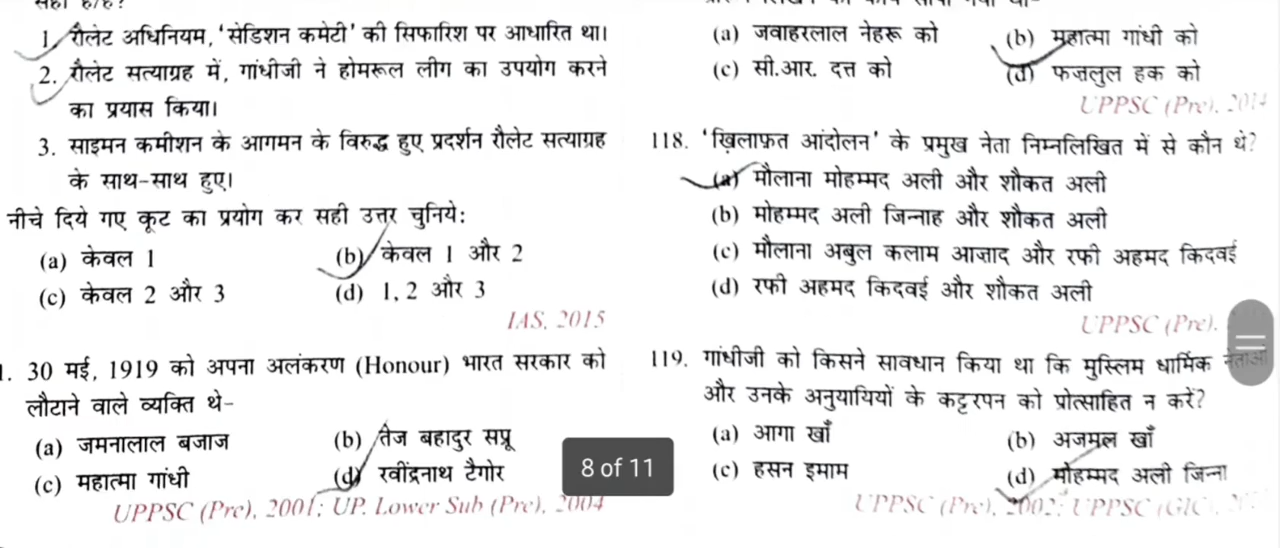 1. रौलेट अधिनियम, 'सेडिशन कमेटी' की सिफारिश पर आधारित था।
2. रौलेट सत्याग्रह में, गांधीजी ने होमरूल लीग का उपयोग करने
का प्रयास किया।
3. साइमन कमीशन के आगमन के विरुद्ध हुए प्रदर्शन रौलेट सत्याग्रह
के साथ-साथ हुए।
नीचे दिये गए कूट का प्रयोग कर सही उत्तर चुनिये:
(a) केवल 1 (b) केवल 1 और 2
(c) केवल 2 और 3 (d) 1, 2 और 3
IAS, 2015
30 मई, 1919 को अपना अलंकरण (Honour) भारत सरकार को
लौटाने वाले व्यक्ति थे-
(a) जमनालाल बजाज (b) तेज बहादुर सप्रू
(c) महात्मा गांधी (d) रवींद्रनाथ टैगोर
UPPSC (Pre), 2001; UP. Lower Sub (Pre), 2004
(a) जवाहरलाल नेहरू को (b) महात्मा गांधी को
(c) सी.आर. दत्त को (d) फज़लुल हक को
UPPSC (Pre), 2014
118. 'ख़िलाफ़त आंदोलन' के प्रमुख नेता निम्नलिखित में से कौन थे?
(a) मौलाना मोहम्मद अली और शौकत अली
(b) मोहम्मद अली जिन्नाह और शौकत अली
(c) मौलाना अबुल कलाम आज़ाद और रफी अहमद किदवई
(d) रफी अहमद किदवई और शौकत अली
UPPSC (Pre),
119. गांधीजी को किसने सावधान किया था कि मुस्लिम धार्मिक नेताओं
और उनके अनुयायियों के कट्टरपन को प्रोत्साहित न करें?
(a) आगा खाँ (b) अजमल खाँ
(c) हसन इमाम (d) मोहम्मद अली जिन्ना
UPPSC (Pre), 2002; UPPSC (GIC),
8 of 11